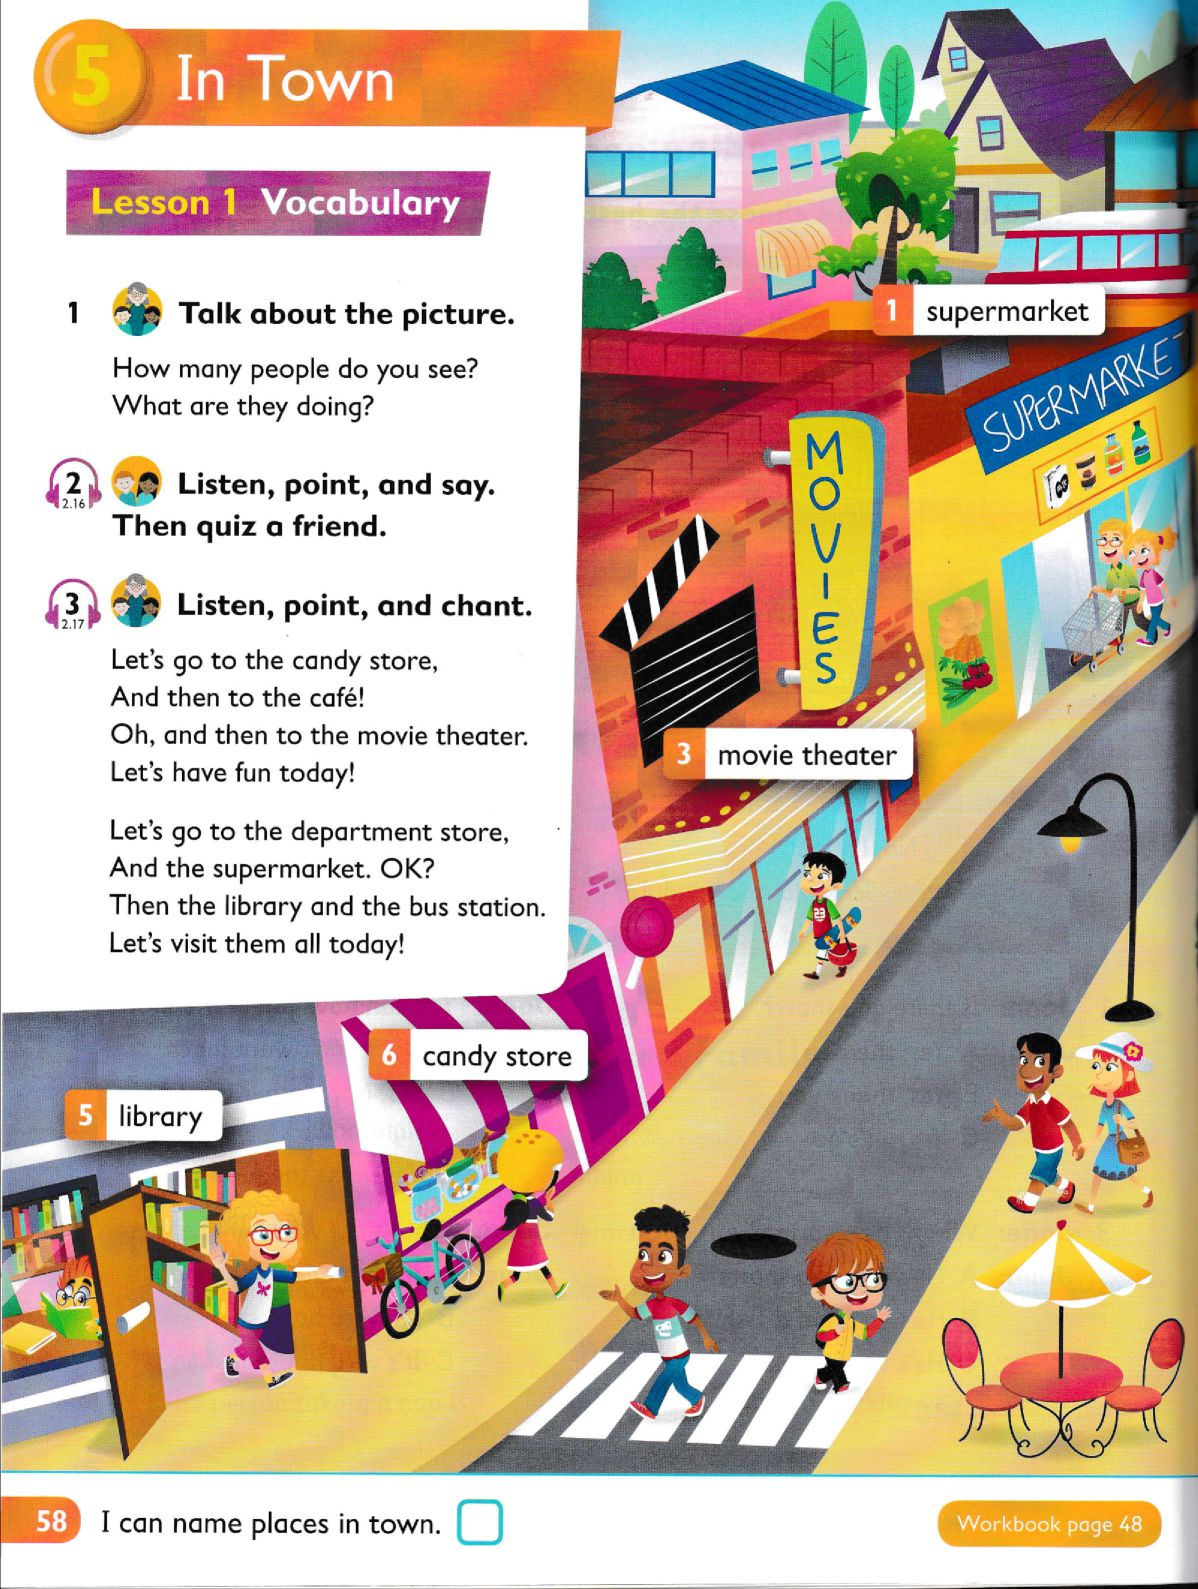 5 In Town
Lesson 1 Vocabulary
1 Talk about the picture.
How many people do you see?
What are they doing?
2 Listen, point, and say.
2.16
Then quiz a friend.
3 Listen, point, and chant.
2.17
Let's go to the candy store,
And then to the café!
Oh, and then to the movie theater.
Let's have fun today!
Let's go to the department store,
And the supermarket. OK?
Then the library and the bus station.
Let's visit them all today!
1 supermarket
SUPERMARKET
MOVIES
3 movie theater
23
6 candy store
5 library
58 I can name places in town.
Workbook page 48